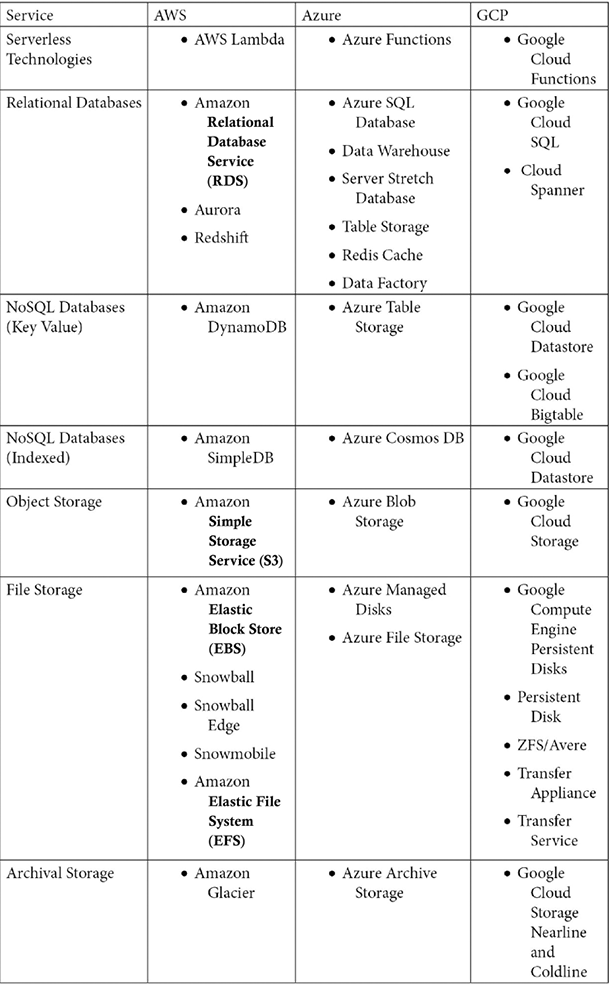 Service AWS Azure GCP
Serverless
Technologies
• AWS Lambda
• Azure Functions
• Google
Cloud
Functions
Relational Databases
• Amazon
Relational
Database
Service
(RDS)
• Aurora
• Redshift
• Azure SQL
Database
• Data Warehouse
• Server Stretch
Database
• Table Storage
• Redis Cache
• Data Factory
• Google
Cloud
SQL
• Cloud
Spanner
NoSQL Databases
(Key Value)
• Amazon
DynamoDB
• Azure Table
Storage
• Google
Cloud
Datastore
• Google
Cloud
Bigtable
NoSQL Databases
(Indexed)
• Amazon
SimpleDB
• Azure Cosmos DB
• Google
Cloud
Datastore
Object Storage
• Amazon
Simple
Storage
Service (S3)
• Azure Blob
Storage
• Google
Cloud
Storage
File Storage
• Amazon
Elastic
Block Store
(EBS)
• Snowball
• Snowball
Edge
• Snowmobile
• Amazon
Elastic File
System
(EFS)
• Azure Managed
Disks
• Azure File Storage
• Google
Compute
Engine
Persistent
Disks
• Persistent
Disk
• ZFS/Avere
• Transfer
Appliance
• Transfer
Service
Archival Storage
• Amazon
Glacier
• Azure Archive
Storage
• Google
Cloud
Storage
Nearline
and
Coldline